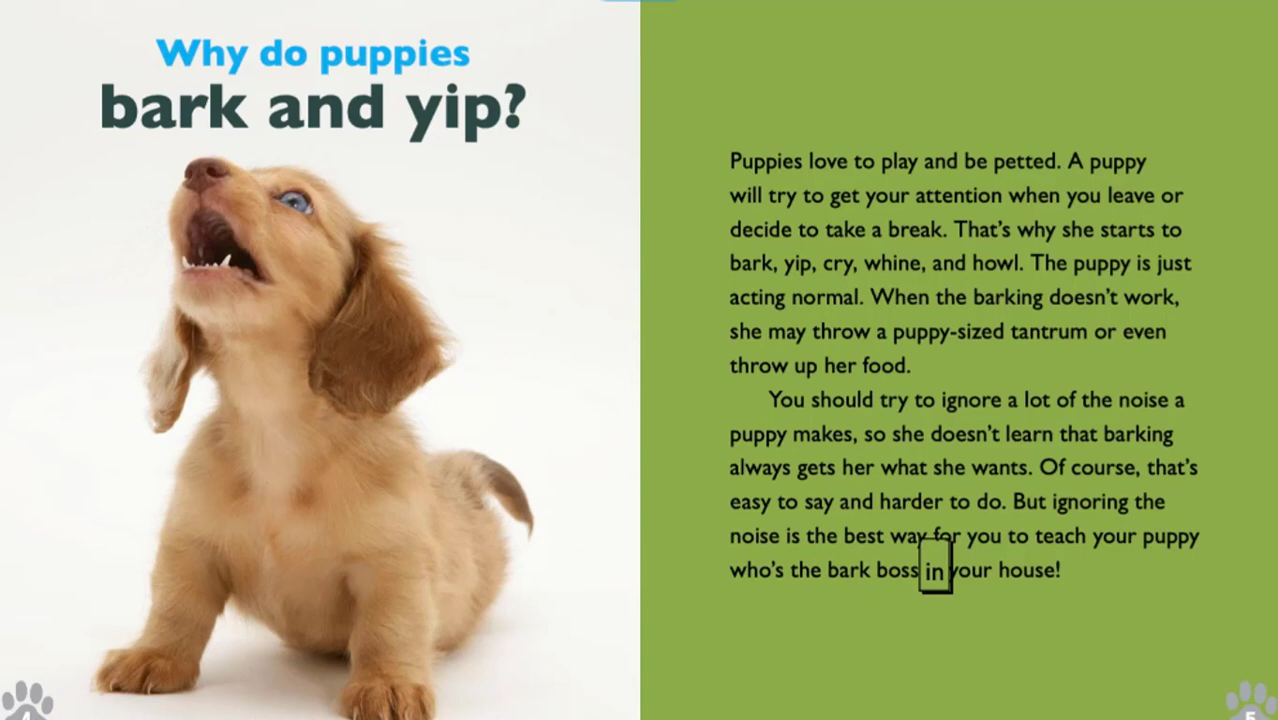 Why do puppies
bark and yip?
Puppies love to play and be petted. A puppy
will try to get your attention when you leave or
decide to take a break. That's why she starts to
bark, yip, cry, whine, and howl. The puppy is just
acting normal. When the barking doesn't work,
she may throw a puppy-sized tantrum or even
throw up her food.
You should try to ignore a lot of the noise a
puppy makes, so she doesn't learn that barking
always gets her what she wants. Of course, that's
easy to say and harder to do. But ignoring the
noise is the best way for you to teach your puppy
who's the bark boss in your house!
4
5